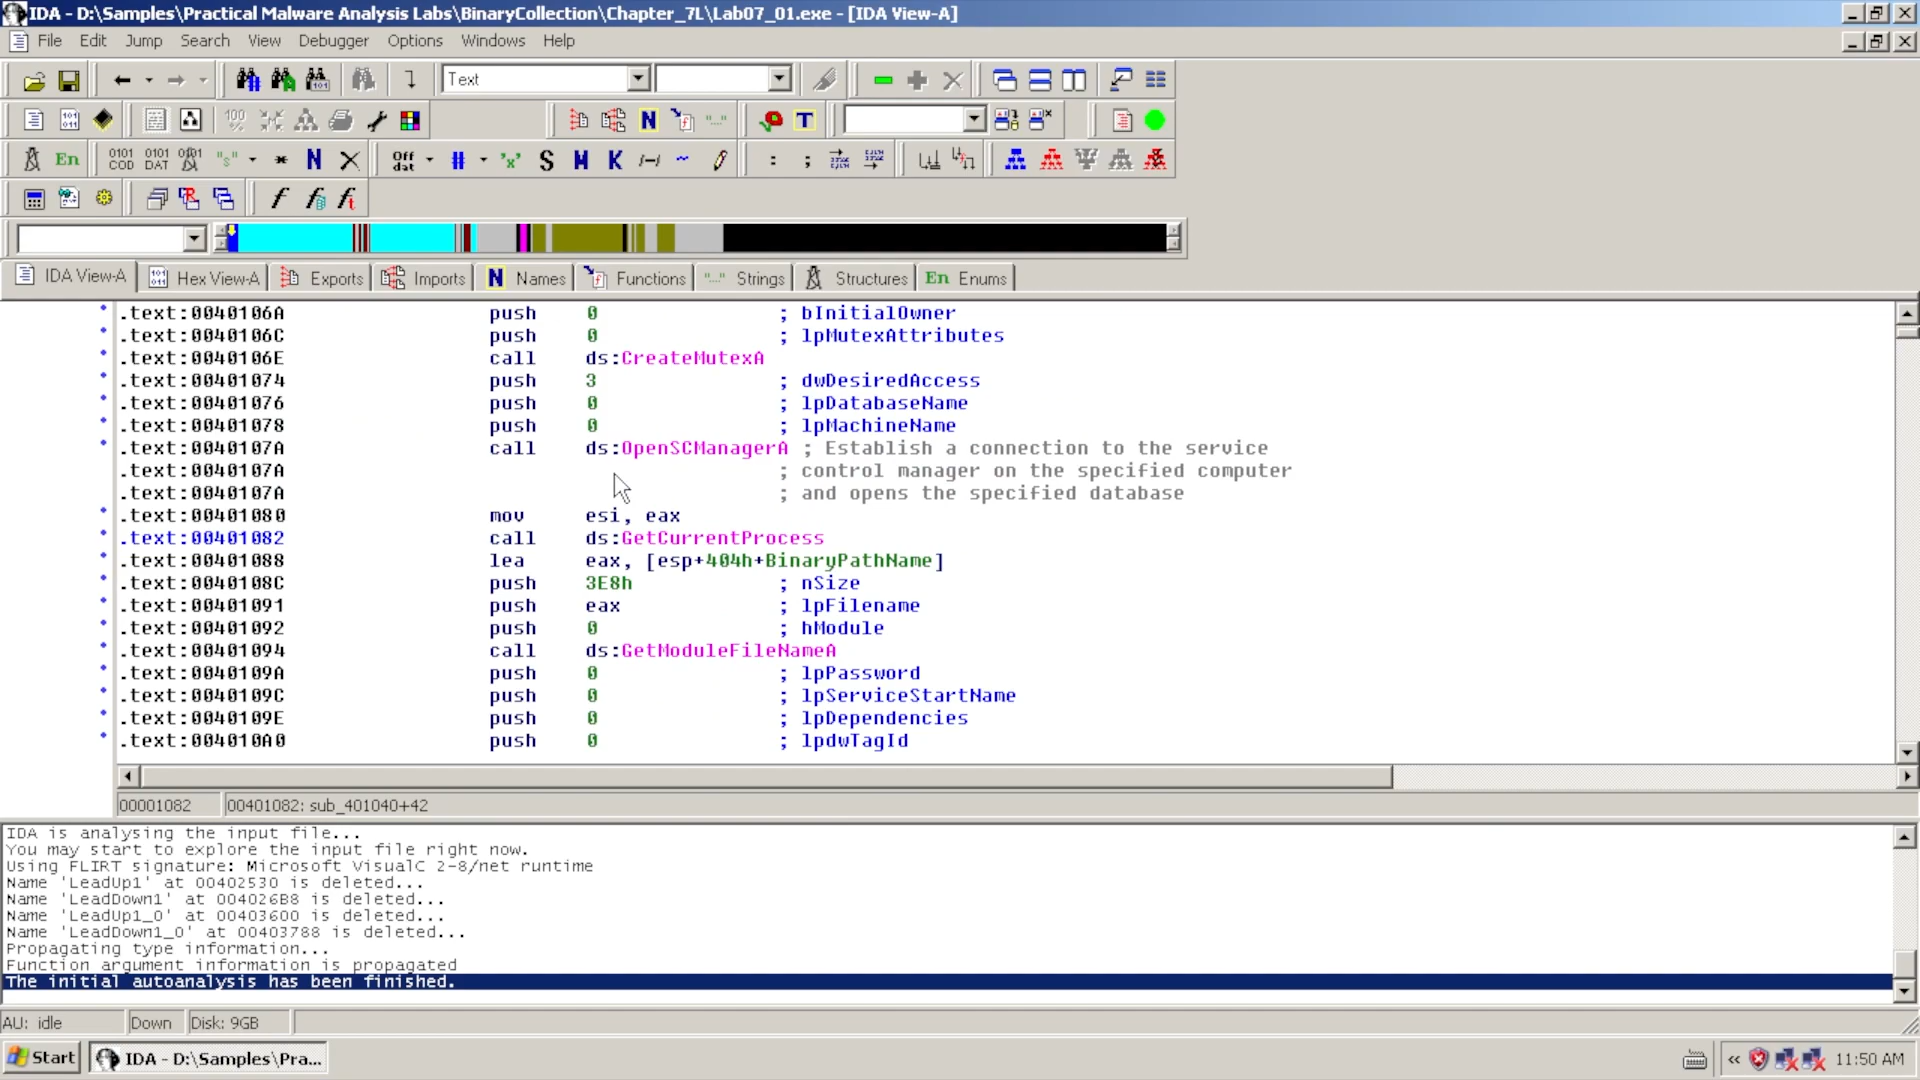 IDA - D:\Samples\Practical Malware Analysis Labs\BinaryCollection\Chapter_7L\Lab07_01.exe - [IDA View-A]
File Edit Jump Search View Debugger Options Windows Help
Text
IDA View-A Hex View-A Exports Imports N Names Functions Strings Structures En Enums
.text:0040106A push 0 ; bInitialOwner
.text:0040106C push 0 ; lpMutexAttributes
.text:0040106E call ds:CreateMutexA
.text:00401074 push 3 ; dwDesiredAccess
.text:00401076 push 0 ; lpDatabaseName
.text:00401078 push 0 ; lpMachineName
.text:0040107A call ds:OpenSCManagerA ; Establish a connection to the service
.text:0040107A ; control manager on the specified computer
.text:0040107A ; and opens the specified database
.text:00401080 mov esi, eax
.text:00401082 call ds:GetCurrentProcess
.text:00401088 lea eax, [esp+404h+BinaryPathName]
.text:0040108C push 3E8h ; nSize
.text:00401091 push eax ; lpFilename
.text:00401092 push 0 ; hModule
.text:00401094 call ds:GetModuleFileNameA
.text:0040109A push 0 ; lpPassword
.text:0040109C push 0 ; lpServiceStartName
.text:0040109E push 0 ; lpDependencies
.text:004010A0 push 0 ; lpdwTagId
00001082 00401082: sub_401040+42
IDA is analysing the input file...
You may start to explore the input file right now.
Using FLIRT signature: Microsoft VisualC 2-8/net runtime
Name 'LeadUp1' at 00402530 is deleted...
Name 'LeadDown1' at 004026B8 is deleted...
Name 'LeadUp1_0' at 00403600 is deleted...
Name 'LeadDown1_0' at 00403788 is deleted...
Propagating type information...
Function argument information is propagated
The initial autoanalysis has been finished.
AU: idle Down Disk: 9GB
Start IDA - D:\Samples\Pra... « 11:50 AM